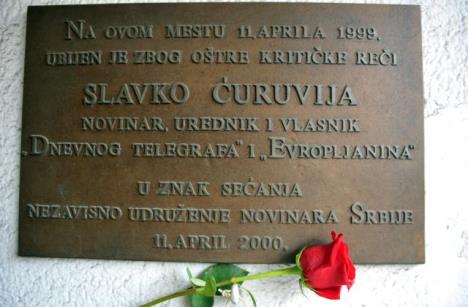 NA OVOM MESTU 11. APRILA 1999.
UBIJEN JE ZBOG OŠTRE KRITIČKE REČI
SLAVKO ĆURUVIJA
NOVINAR, UREDNIK I VLASNIK
„DNEVNOG TELEGRAFA" I „EVROPLJANINA"
U ZNAK SEĆANJA
NEZAVISNO UDRUŽENJE NOVINARA SRBIJE
11. APRIL 2000.